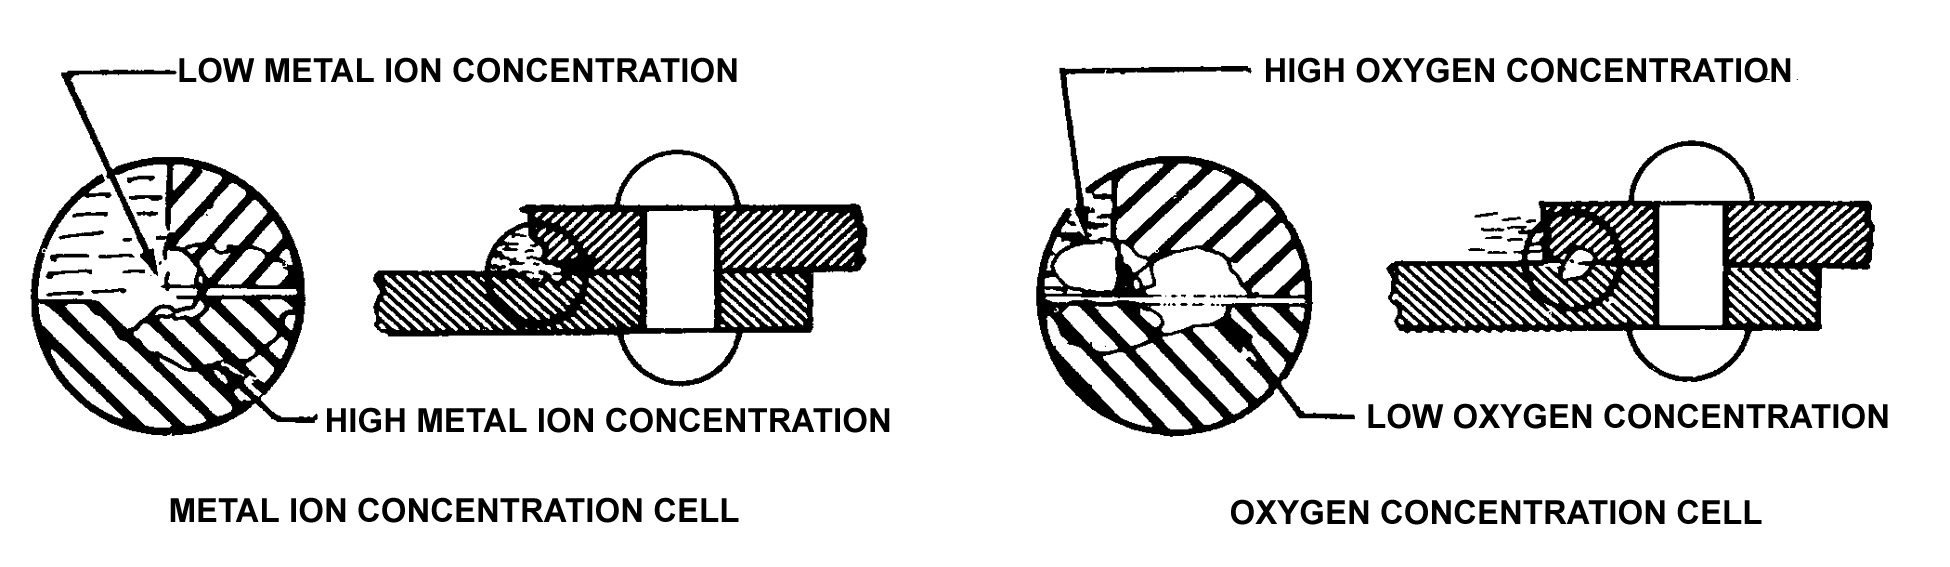 LOW METAL ION CONCENTRATION
HIGH METAL ION CONCENTRATION
METAL ION CONCENTRATION CELL
HIGH OXYGEN CONCENTRATION
LOW OXYGEN CONCENTRATION
OXYGEN CONCENTRATION CELL